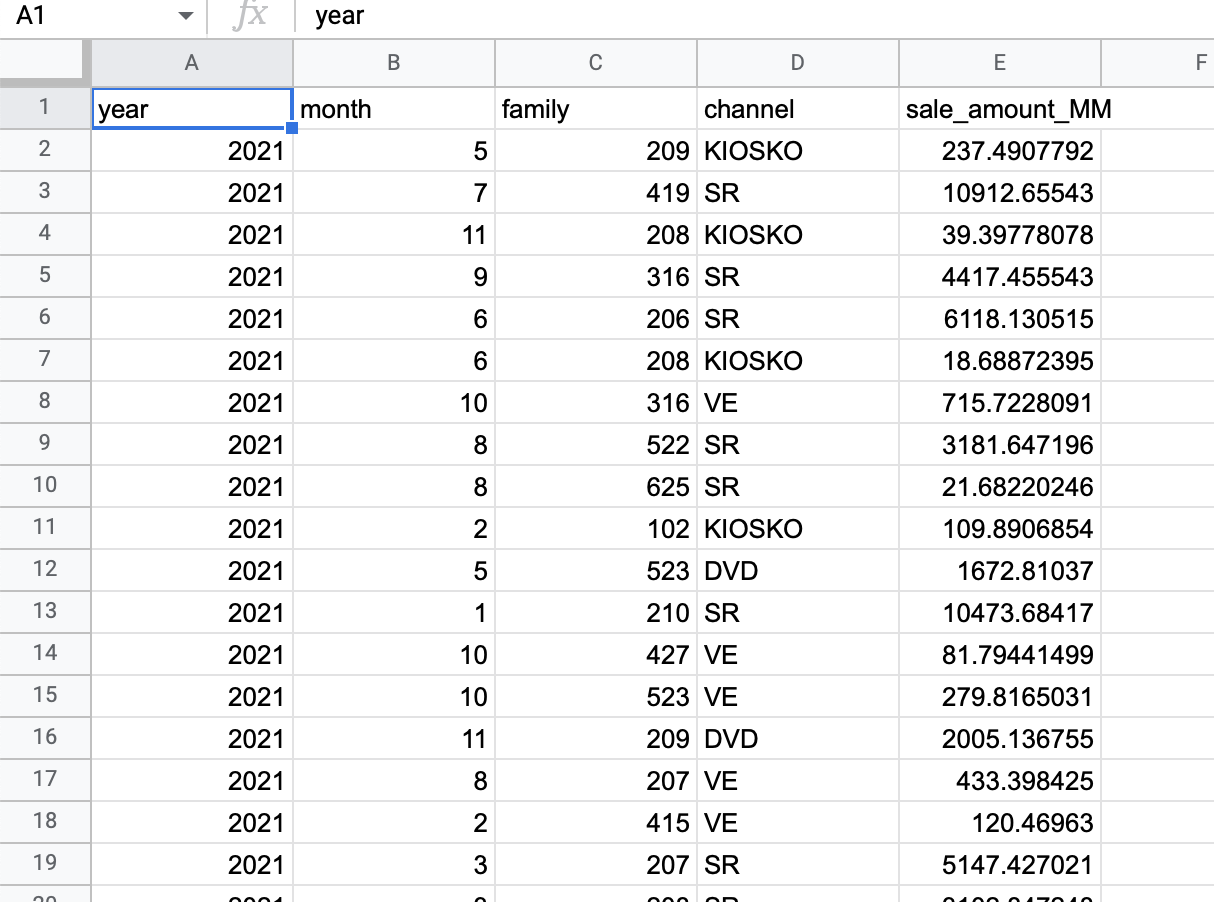 A1 fx year
A B C D E F
1 year month family channel sale_amount_MM
2 2021 5 209 KIOSKO 237.4907792
3 2021 7 419 SR 10912.65543
4 2021 11 208 KIOSKO 39.39778078
5 2021 9 316 SR 4417.455543
6 2021 6 206 SR 6118.130515
7 2021 6 208 KIOSKO 18.68872395
8 2021 10 316 VE 715.7228091
9 2021 8 522 SR 3181.647196
10 2021 8 625 SR 21.68220246
11 2021 2 102 KIOSKO 109.8906854
12 2021 5 523 DVD 1672.81037
13 2021 1 210 SR 10473.68417
14 2021 10 427 VE 81.79441499
15 2021 10 523 VE 279.8165031
16 2021 11 209 DVD 2005.136755
17 2021 8 207 VE 433.398425
18 2021 2 415 VE 120.46963
19 2021 3 207 SR 5147.427021
20 2021 SR